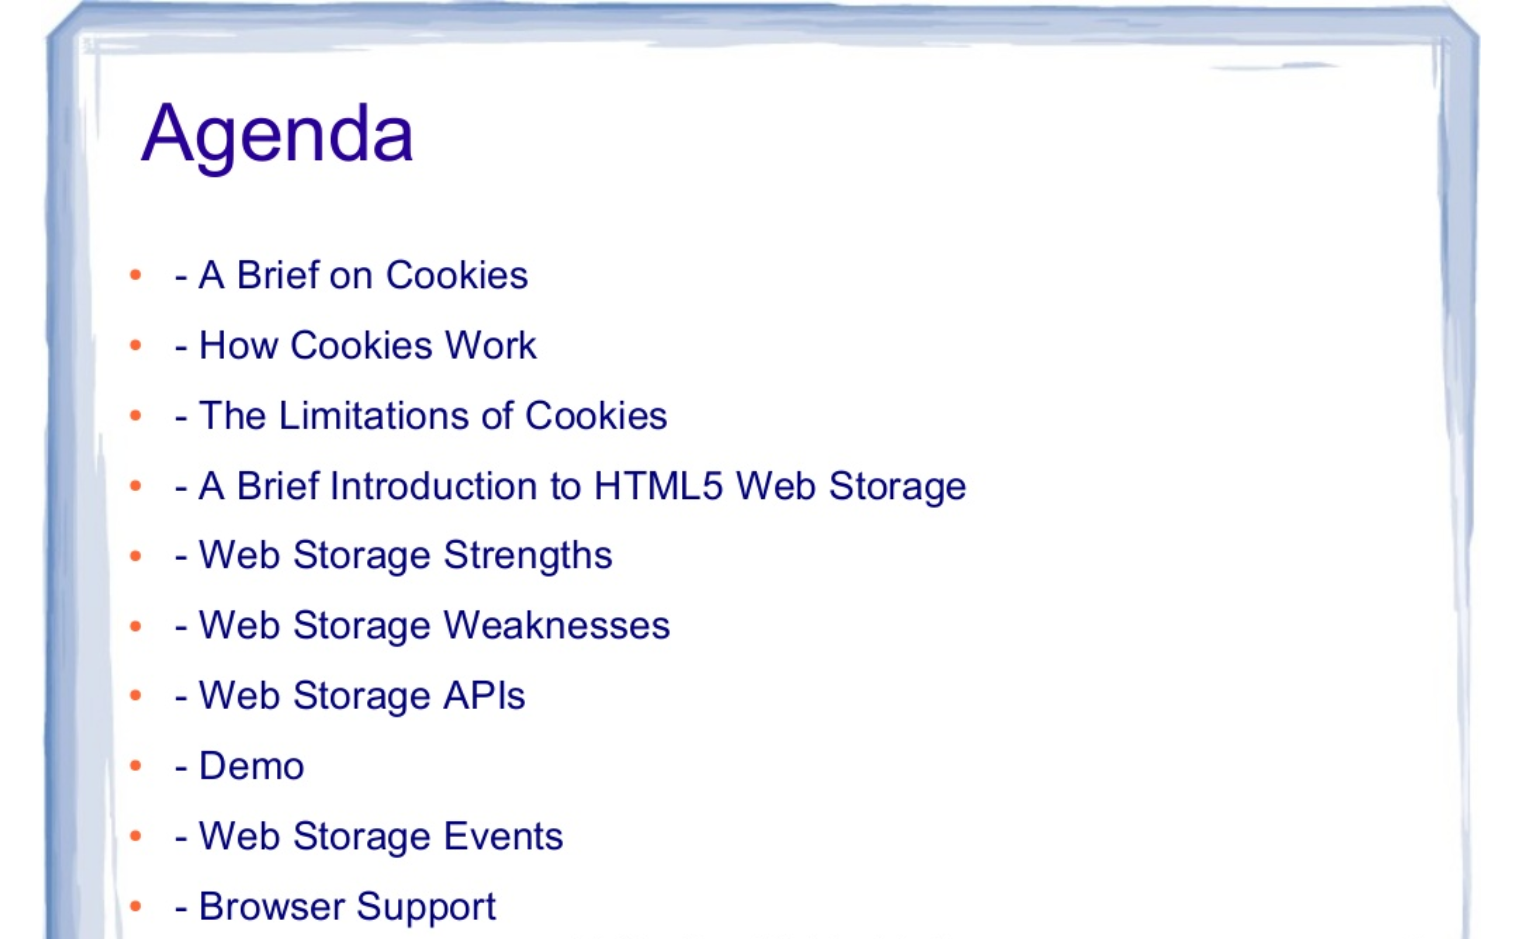 Agenda
• - A Brief on Cookies
• - How Cookies Work
• - The Limitations of Cookies
• - A Brief Introduction to HTML5 Web Storage
• - Web Storage Strengths
• - Web Storage Weaknesses
• - Web Storage APIs
• - Demo
• - Web Storage Events
• - Browser Support